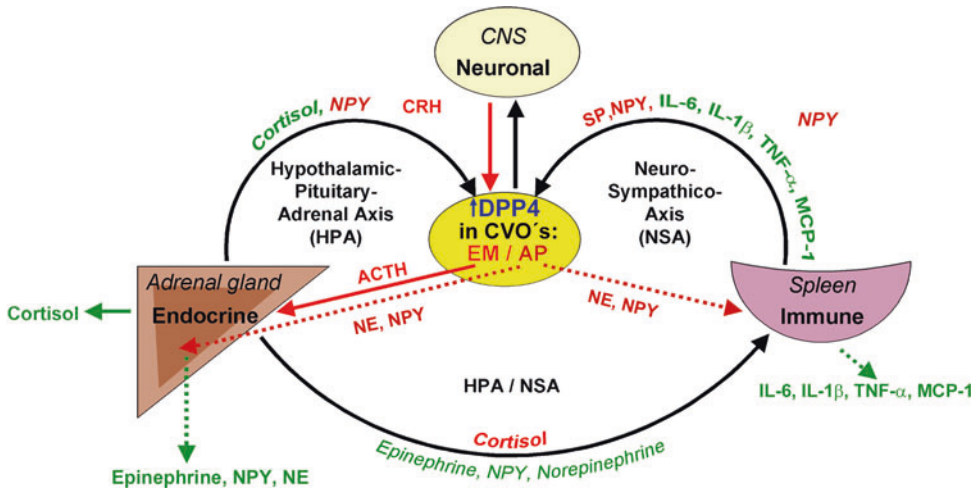 CNS
Neuronal
Cortisol, NPY
CRH
SP,NPY, IL-6, IL-1β, TNF-α, MCP-1
NPY
Hypothalamic-
Pituitary-
Adrenal Axis
(HPA)
Neuro-
Sympathico-
Axis
(NSA)
↑DPP4
in CVO´s:
EM / AP
Adrenal gland
Endocrine
ACTH
NE, NPY
NE, NPY
Spleen
Immune
Cortisol
HPA / NSA
IL-6, IL-1β, TNF-α, MCP-1
Cortisol
Epinephrine, NPY, Norepinephrine
Epinephrine, NPY, NE